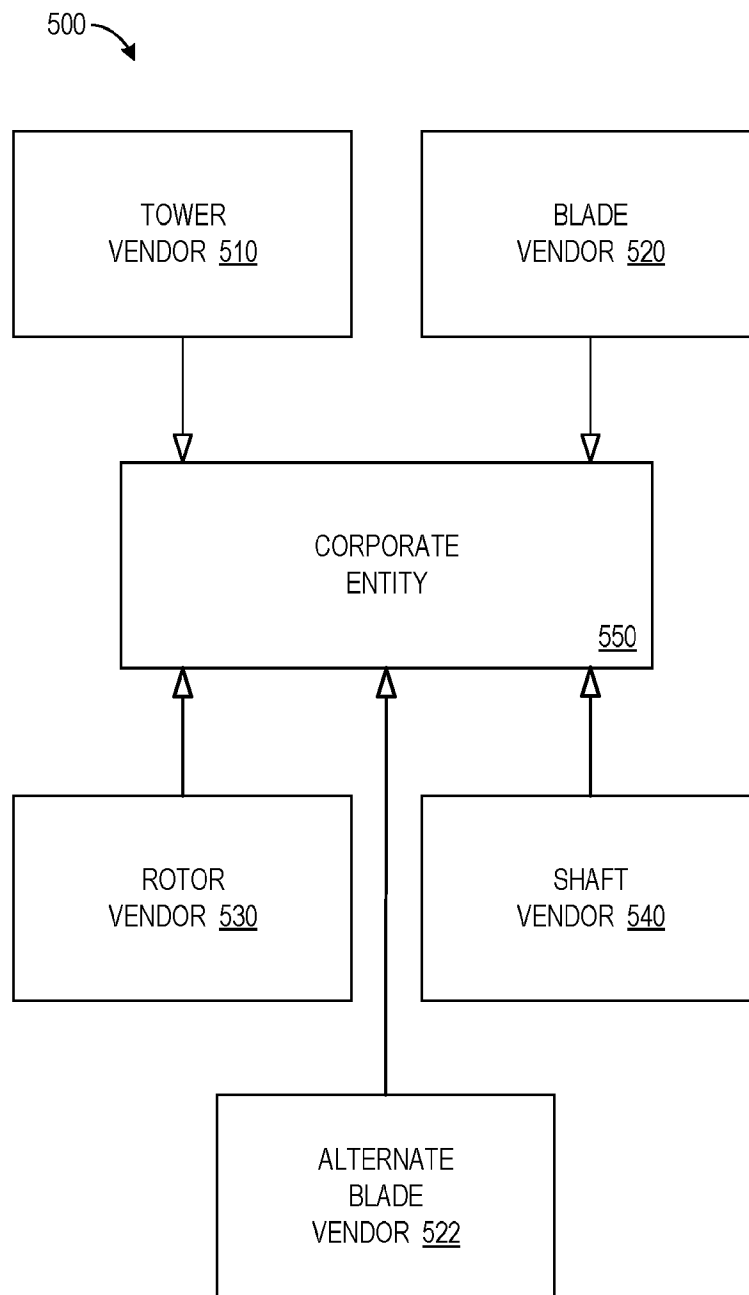 500
TOWER
VENDOR 510
BLADE
VENDOR 520
CORPORATE
ENTITY
550
ROTOR
VENDOR 530
SHAFT
VENDOR 540
ALTERNATE
BLADE
VENDOR 522